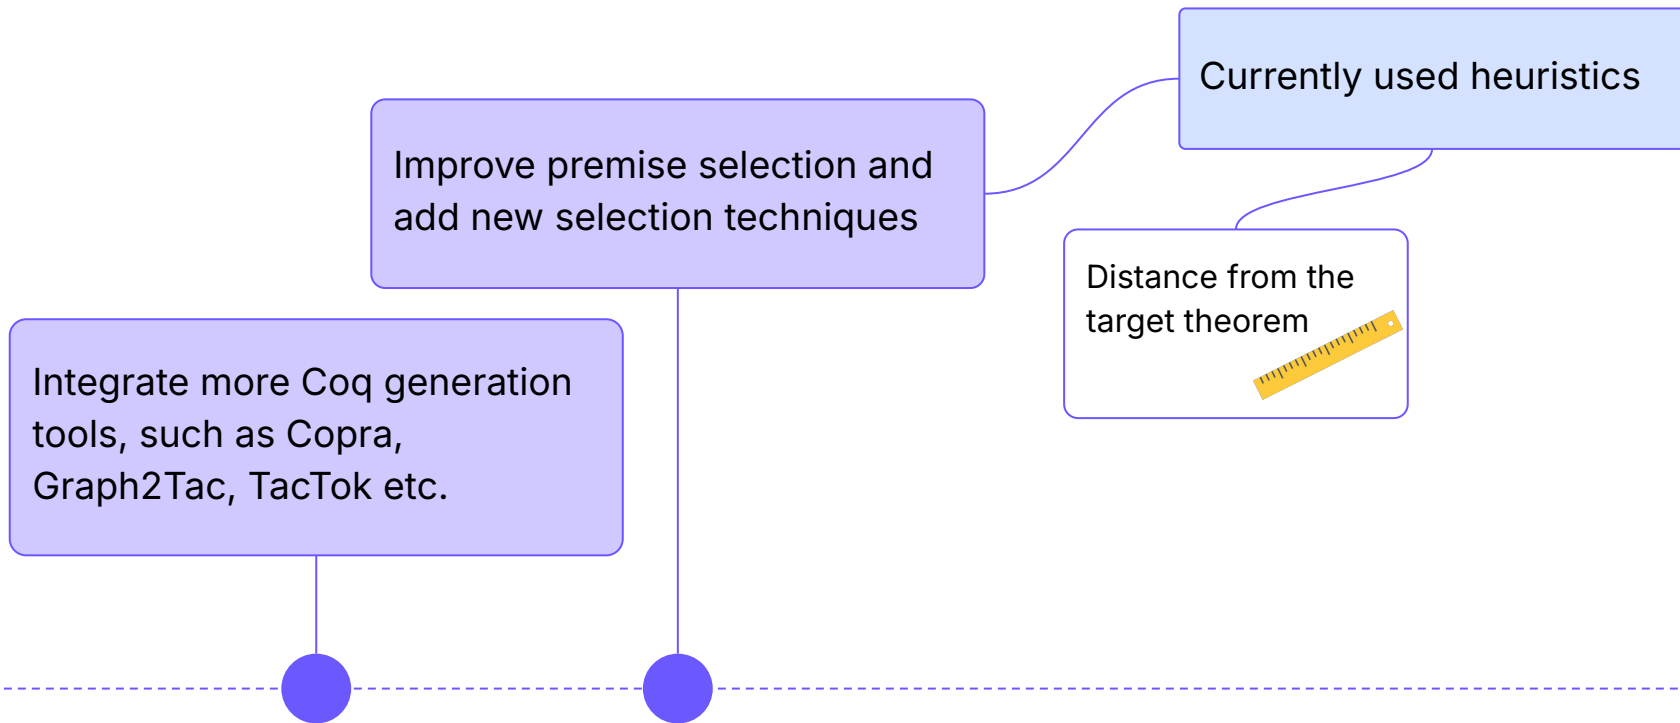 Currently used heuristics
Improve premise selection and
add new selection techniques
Distance from the
target theorem
Integrate more Coq generation
tools, such as Copra,
Graph2Tac, TacTok etc.